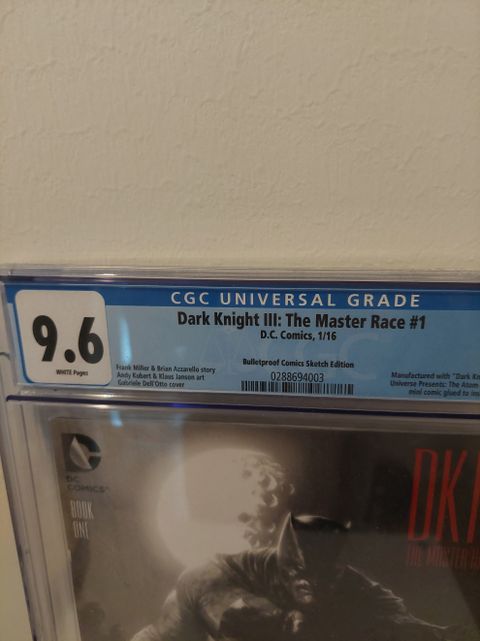 CGC UNIVERSAL GRADE
9.6
WHITE Pages
Dark Knight III: The Master Race #1
D.C. Comics, 1/16
Bulletproof Comics Sketch Edition
0288694003
Frank Miller & Brian Azzarello story
Andy Kubert & Klaus Janson art
Gabriele Dell'Otto cover
Manufactured with "Dark
Universe Presents: The Atom
mini comic glued to
DC COMICS
BOOK
ONE
DK
THE MASTER